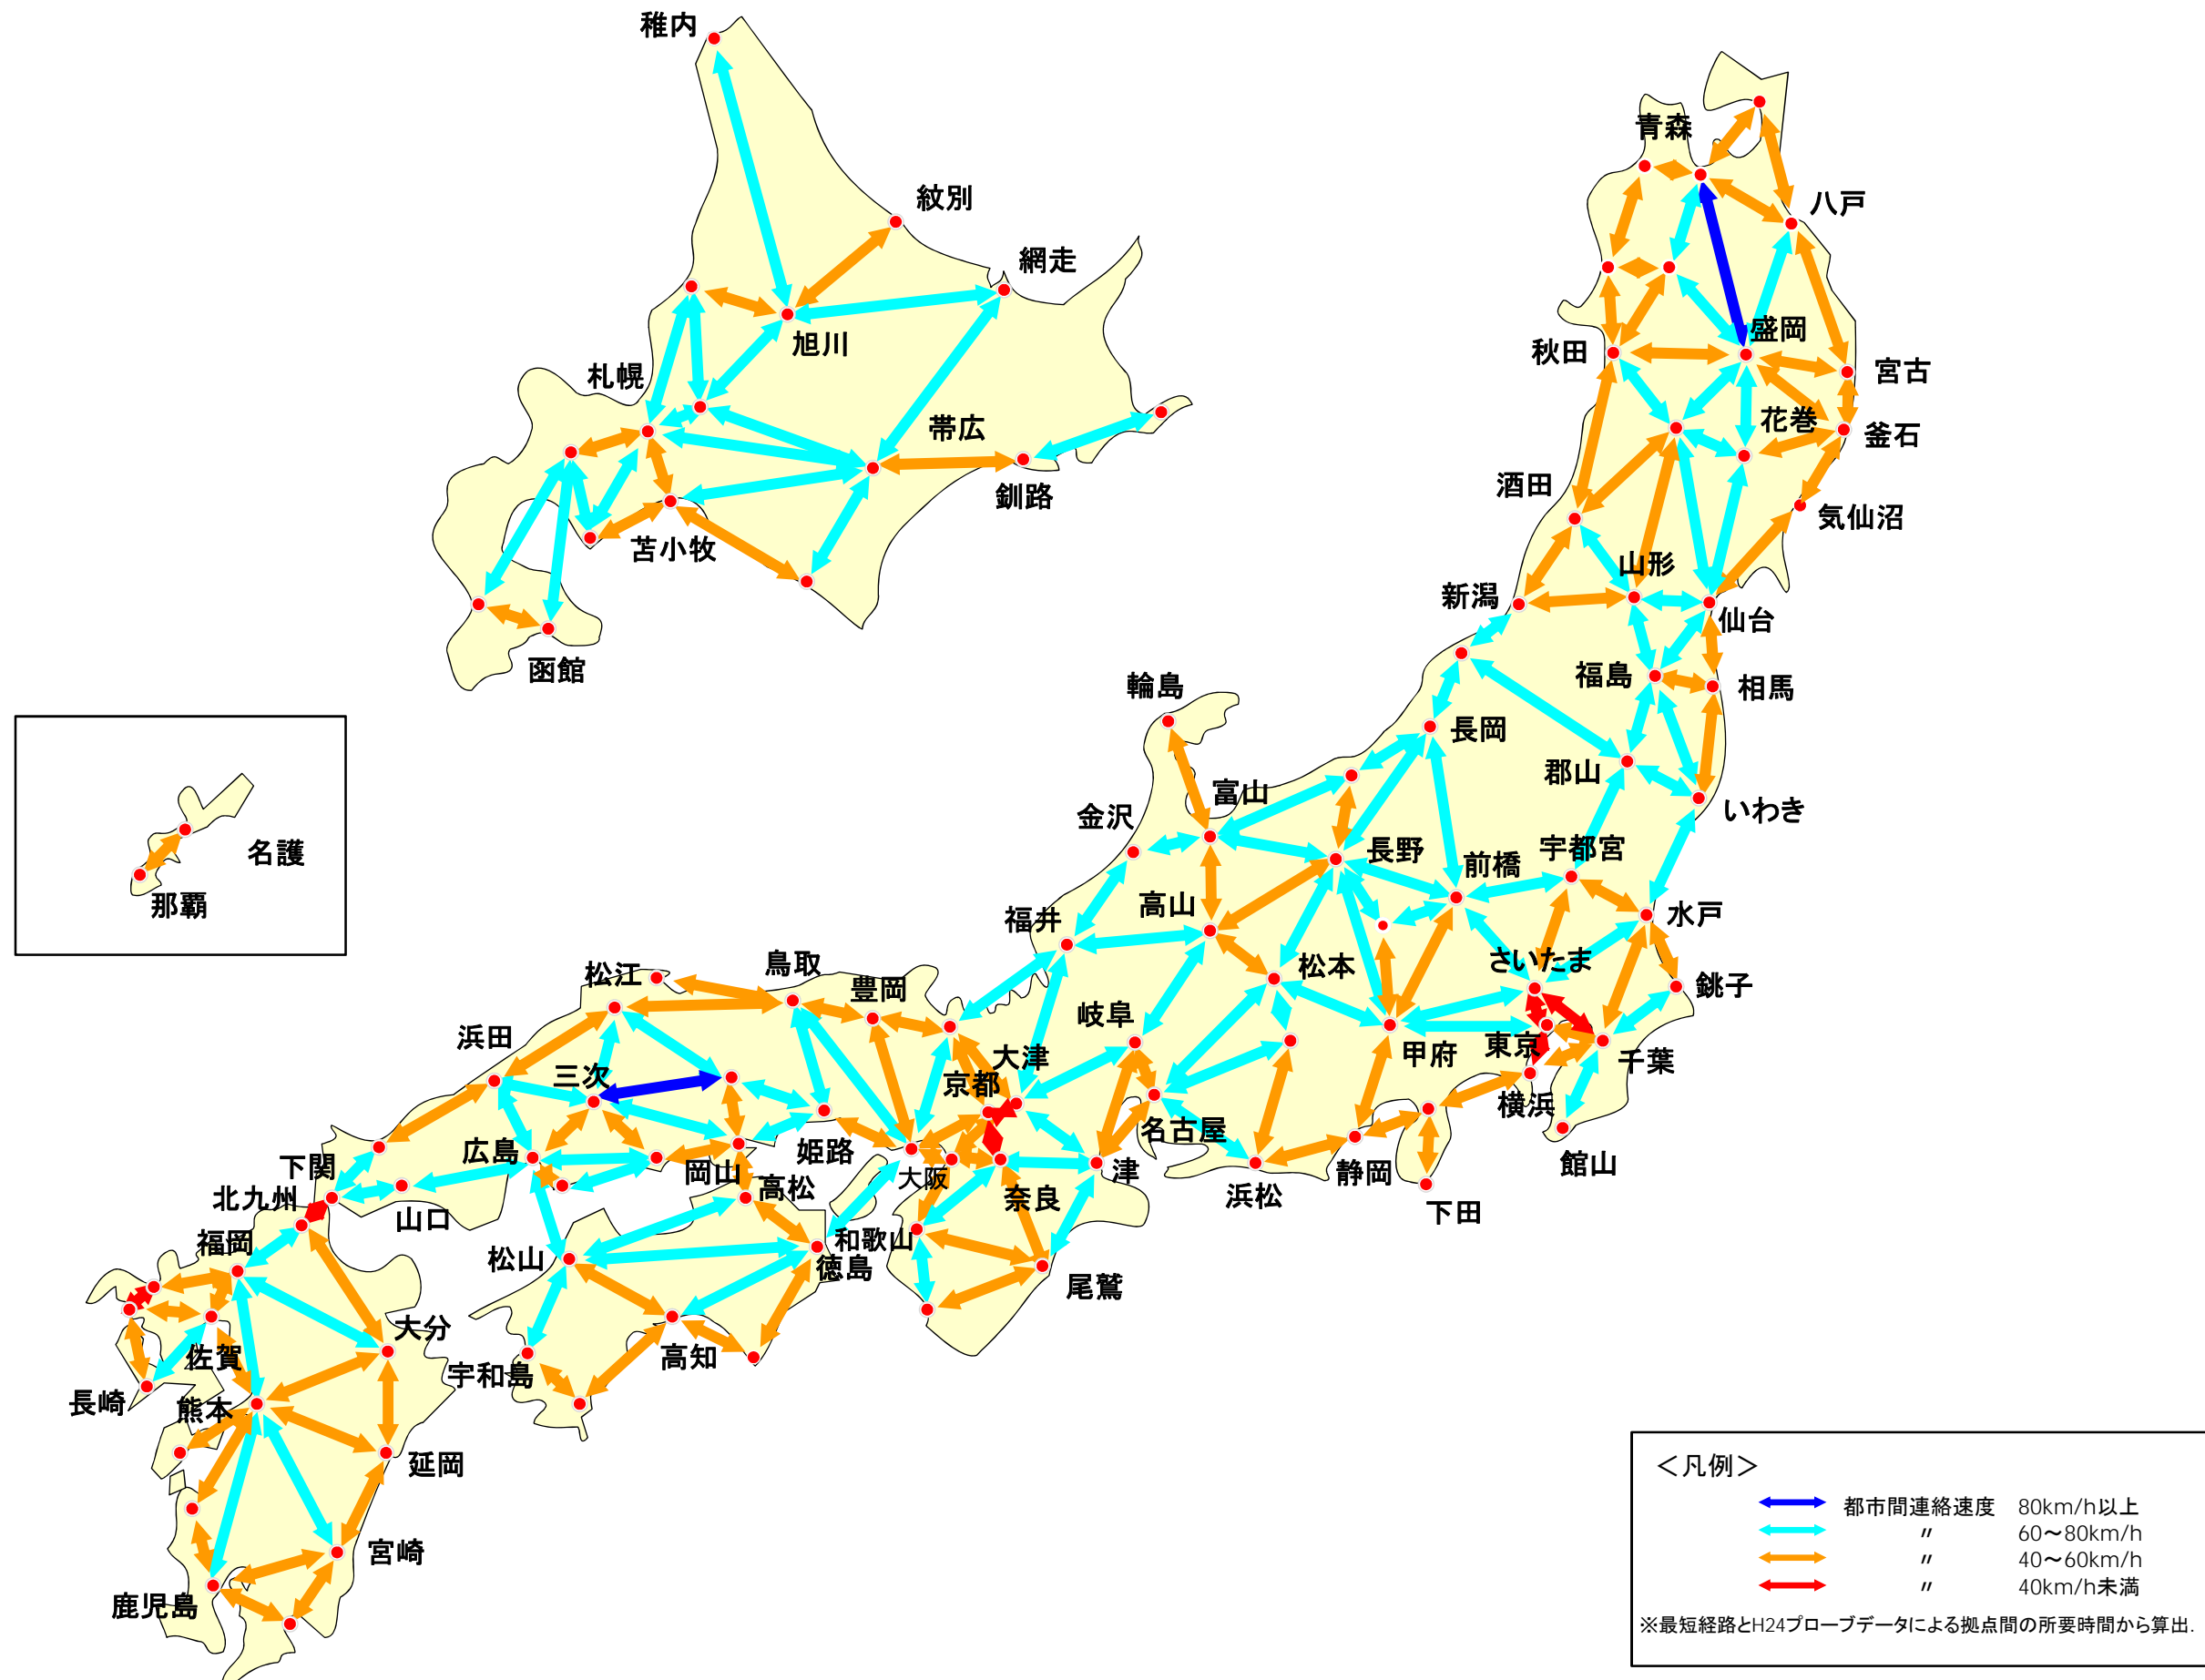 稚内
紋別
網走
旭川
札幌
帯広
釧路
苫小牧
函館
青森
八戸
盛岡
秋田
宮古
花巻
釜石
酒田
気仙沼
山形
新潟
仙台
福島
相馬
長岡
郡山
いわき
輪島
富山
金沢
長野
前橋
宇都宮
高山
福井
水戸
松本
さいたま
銚子
岐阜
甲府
東京
千葉
横浜
館山
名古屋
静岡
浜松
下田
津
大津
京都
奈良
大阪
和歌山
尾鷲
松江
鳥取
豊岡
浜田
三次
姫路
岡山
広島
下関
山口
高松
松山
徳島
高知
宇和島
北九州
福岡
佐賀
大分
長崎
熊本
延岡
宮崎
鹿児島
名護
那覇
＜凡例＞
都市間連絡速度 80km/h以上
〃 60～80km/h
〃 40～60km/h
〃 40km/h未満
※最短経路とH24プローブデータによる拠点間の所要時間から算出.